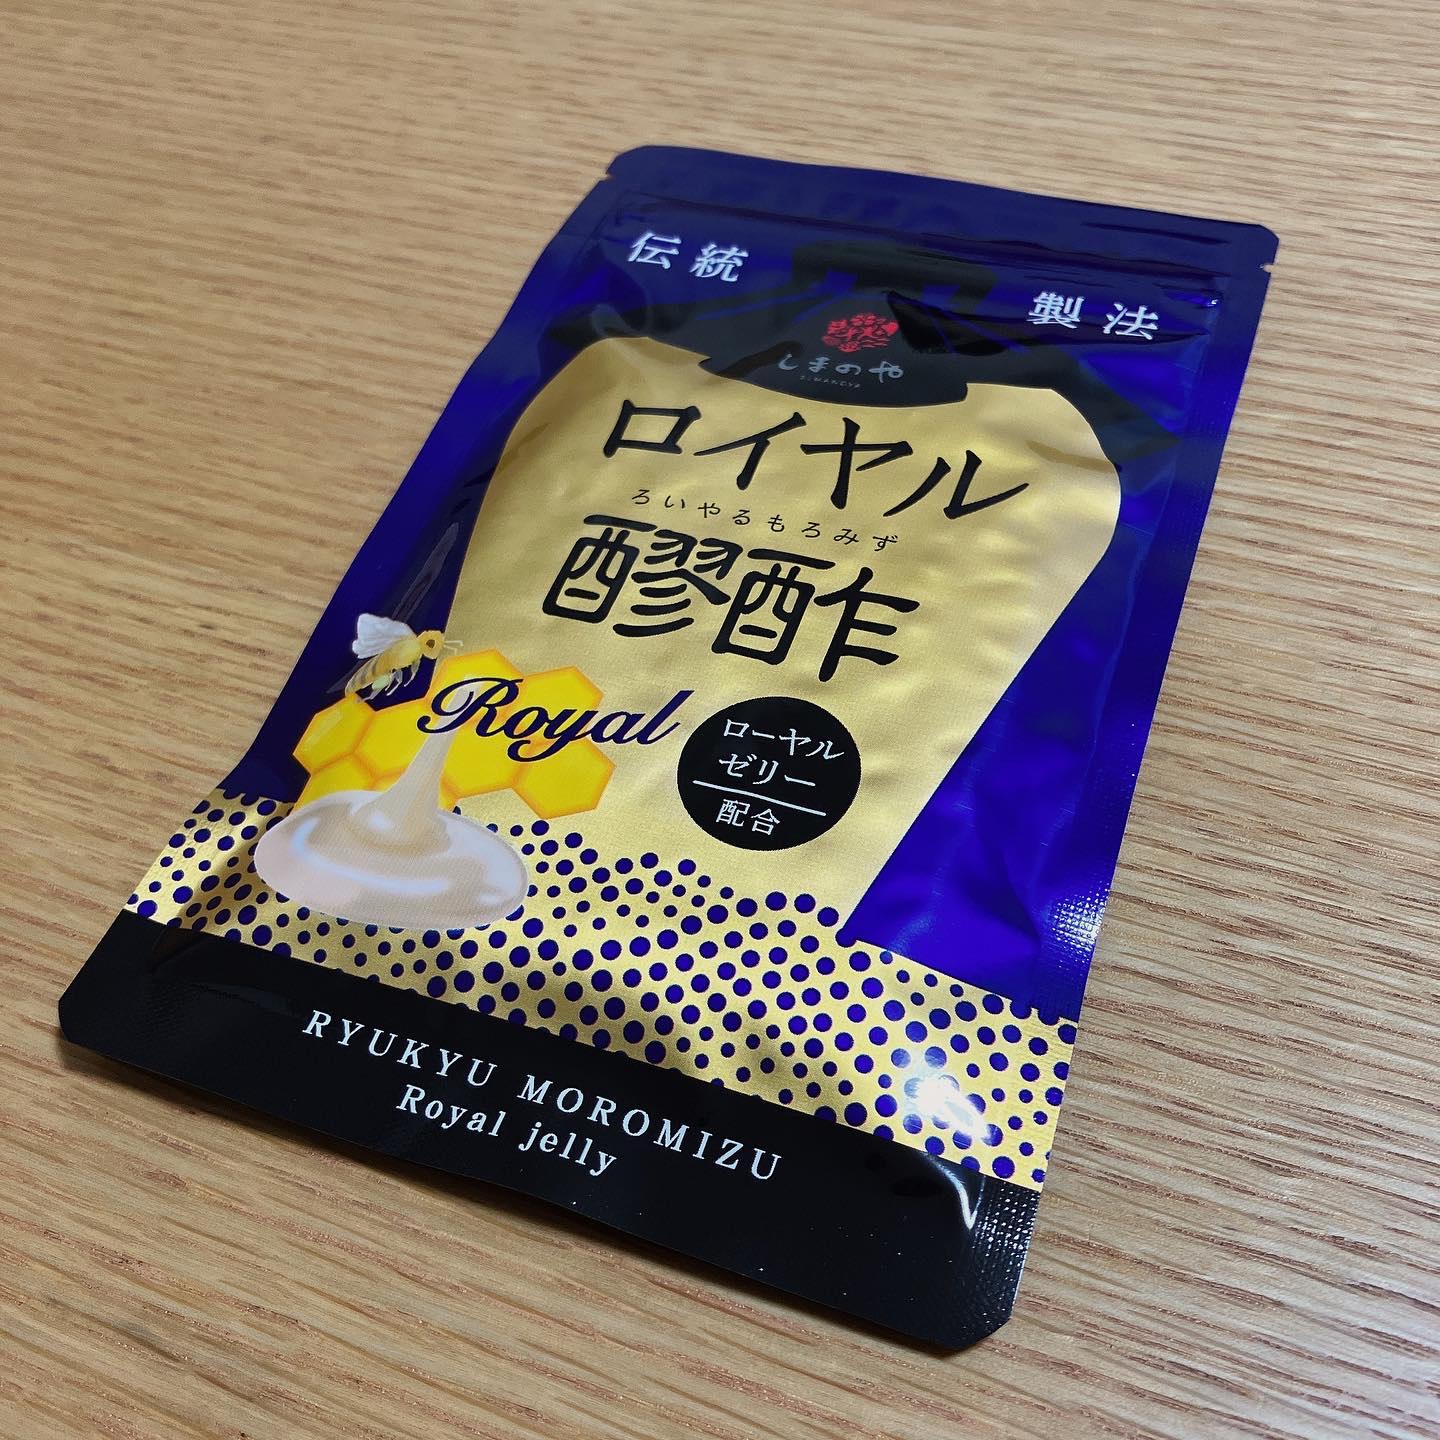 伝統 製法
しまのや
SIMANOYA
ロイヤル
ろいやるもろみず
醪酢
Royal
ローヤル
ゼリー
配合
RYUKYU MOROMIZU
Royal jelly